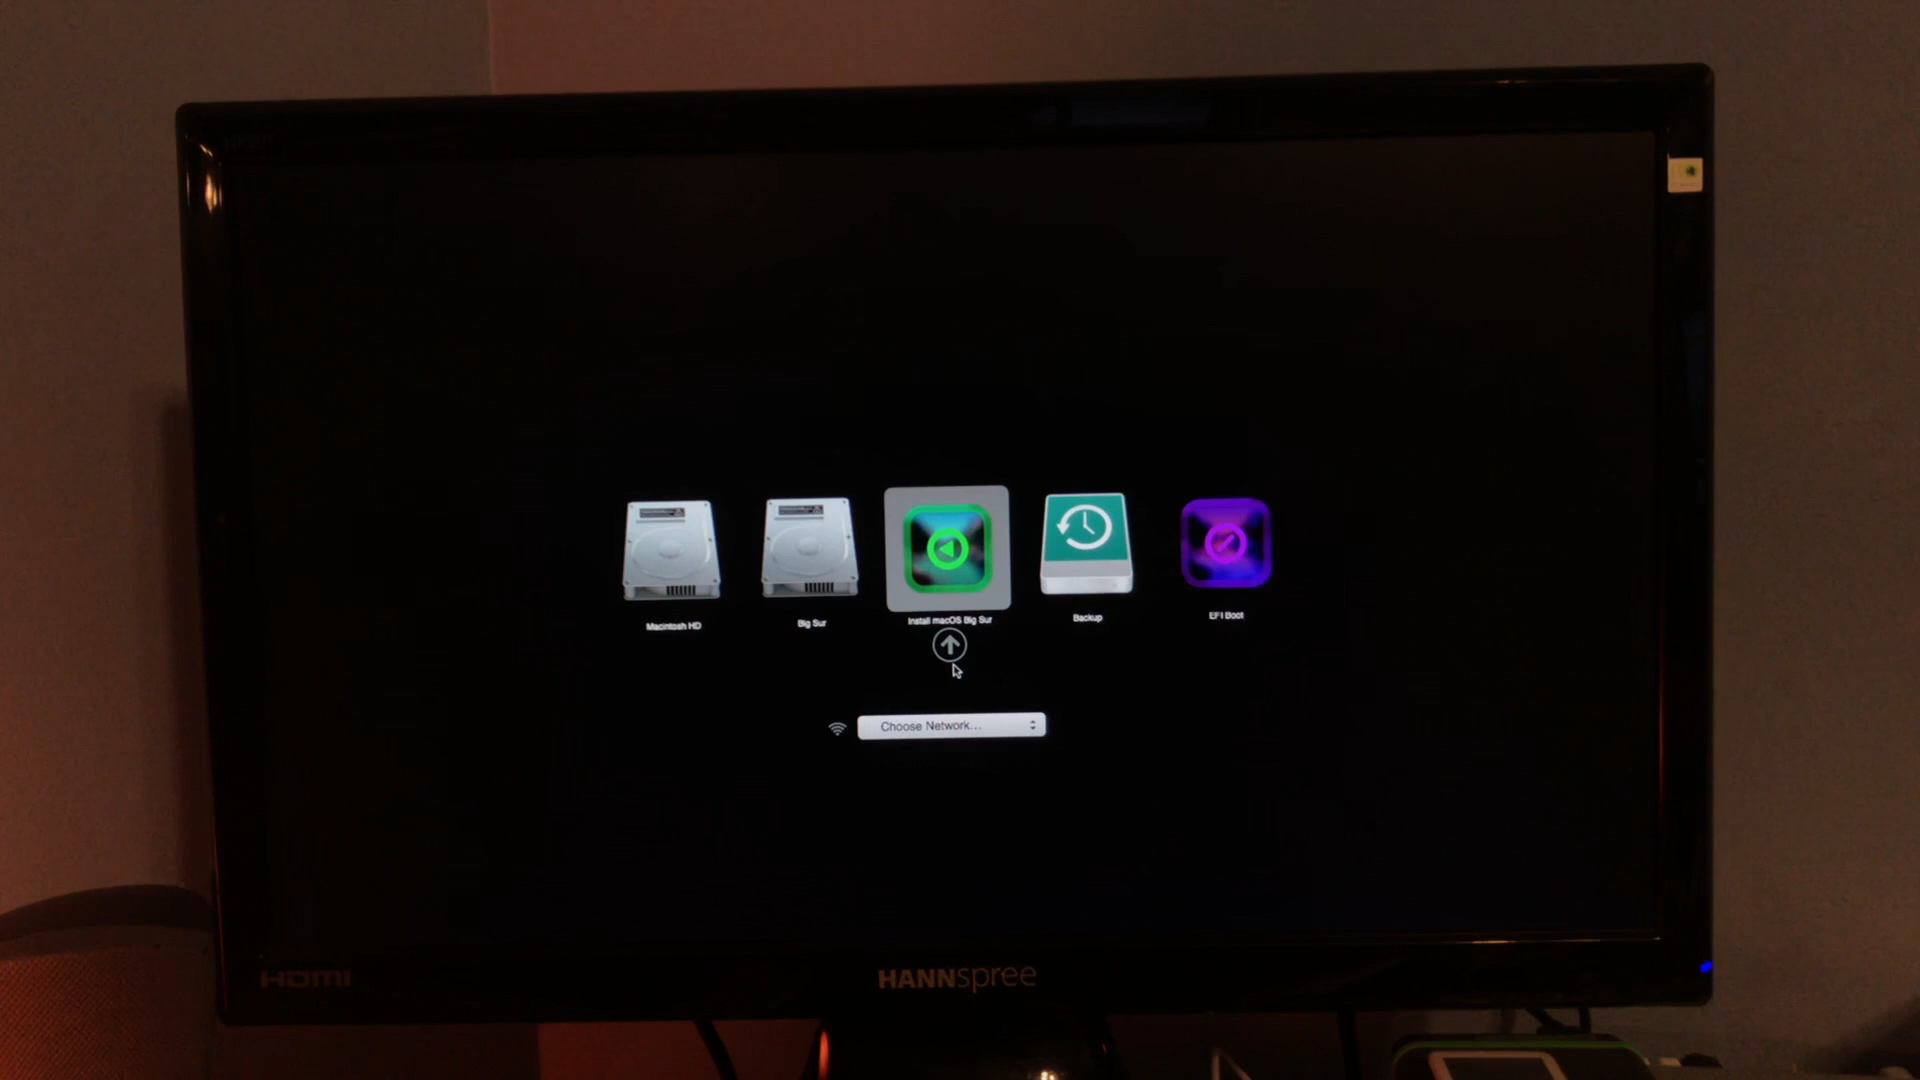 Macintosh HD
Big Sur
Install macOS Big Sur
Backup
EFI Boot
Choose Network...
HDMI
HANNspree